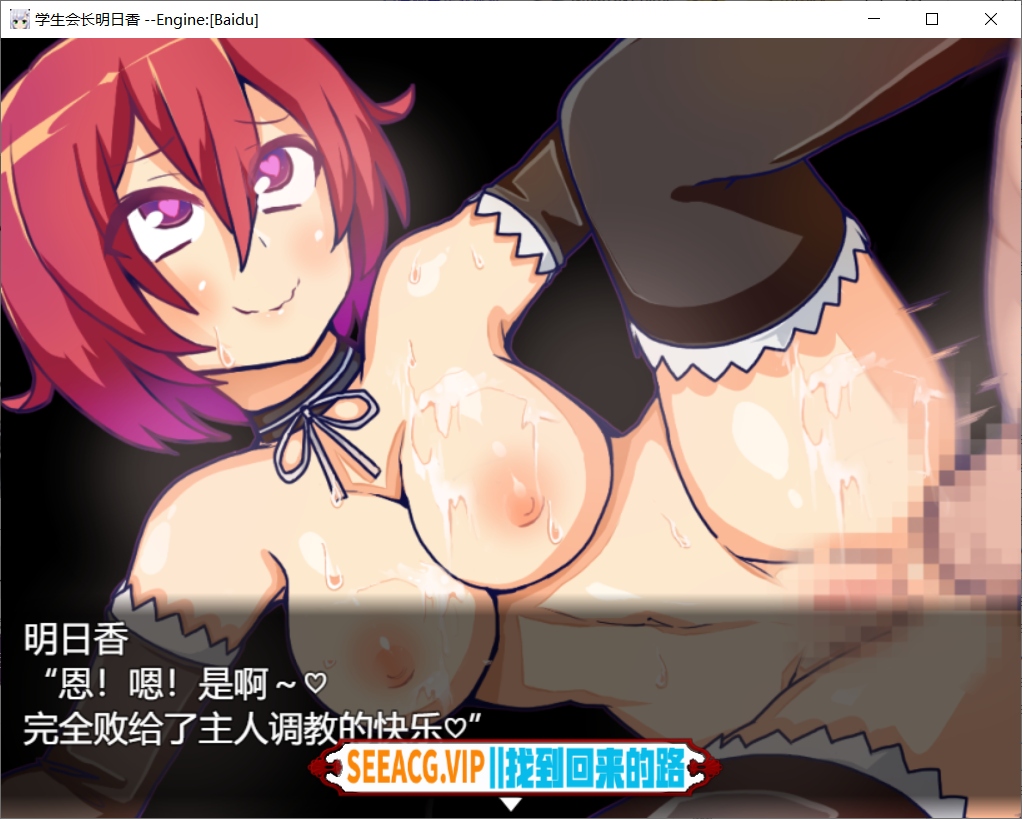 学生会长明日香 --Engine:[Baidu]
明日香
“恩！嗯！是啊～♡
完全败给了主人调教的快乐♡”
SEEACG.VIP||找到回来的路